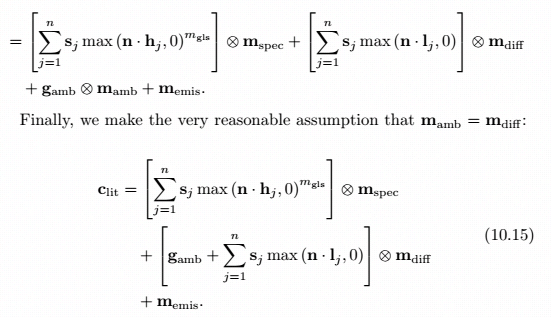 = [∑_{j=1}^{n} s_j max (n · h_j, 0)^{m_gls}] ⊗ m_spec + [∑_{j=1}^{n} s_j max (n · l_j, 0)] ⊗ m_diff
+ g_amb ⊗ m_amb + m_emis.
Finally, we make the very reasonable assumption that m_amb = m_diff:
c_lit = [∑_{j=1}^{n} s_j max (n · h_j, 0)^{m_gls}] ⊗ m_spec
+ [g_amb + ∑_{j=1}^{n} s_j max (n · l_j, 0)] ⊗ m_diff (10.15)
+ m_emis.